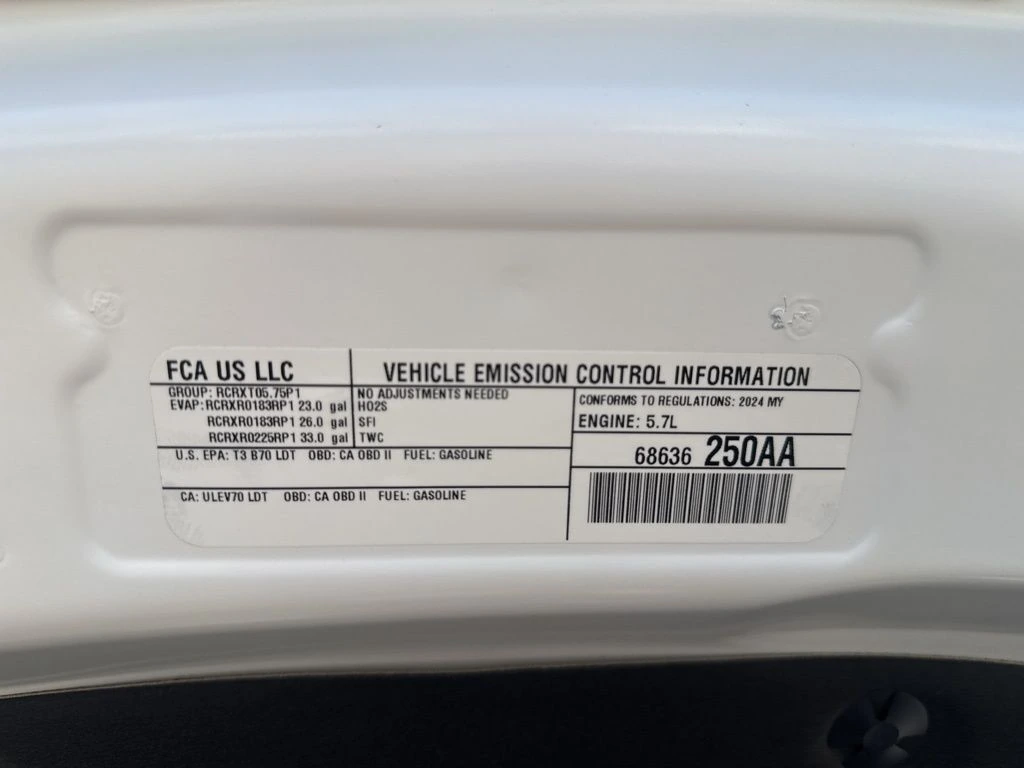 FCA US LLC
VEHICLE EMISSION CONTROL INFORMATION
GROUP: RCRXT05.75P1
EVAP: RCRXR0183RP1 23.0 gal
RCRXR0183RP1 26.0 gal
RCRXR0225RP1 33.0 gal
NO ADJUSTMENTS NEEDED
HO2S
SFI
TWC
CONFORMS TO REGULATIONS: 2024 MY
ENGINE: 5.7L
U.S. EPA: T3 B70 LDT OBD: CA OBD II FUEL: GASOLINE
68636 250AA
CA: ULEV70 LDT OBD: CA OBD II FUEL: GASOLINE